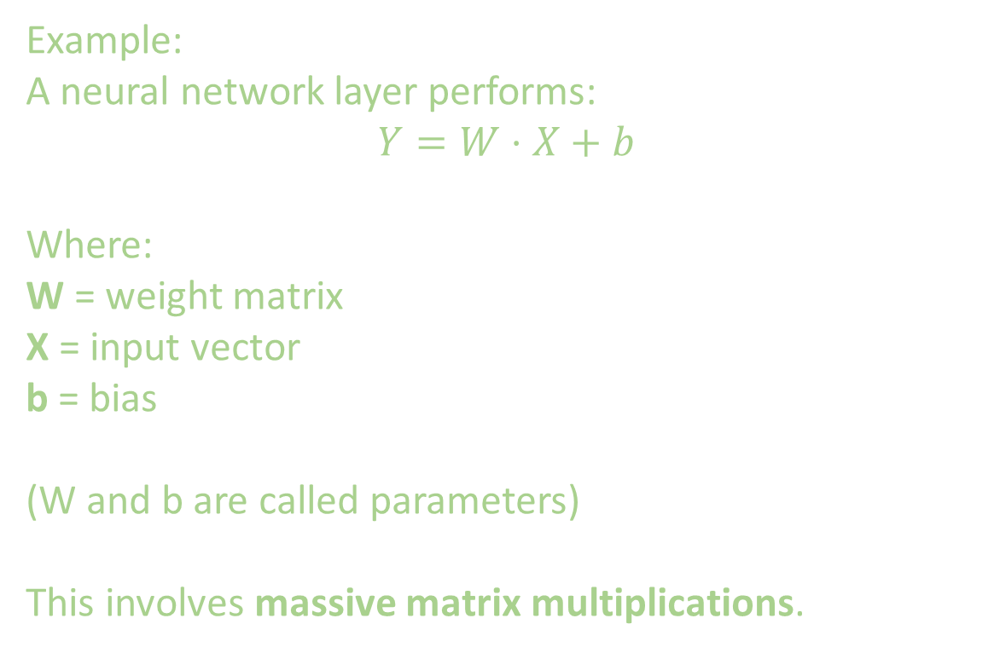 Example:
A neural network layer performs:
𝑌 = 𝑊 · 𝑋 + 𝑏
Where:
W = weight matrix
X = input vector
b = bias
(W and b are called parameters)
This involves massive matrix multiplications.